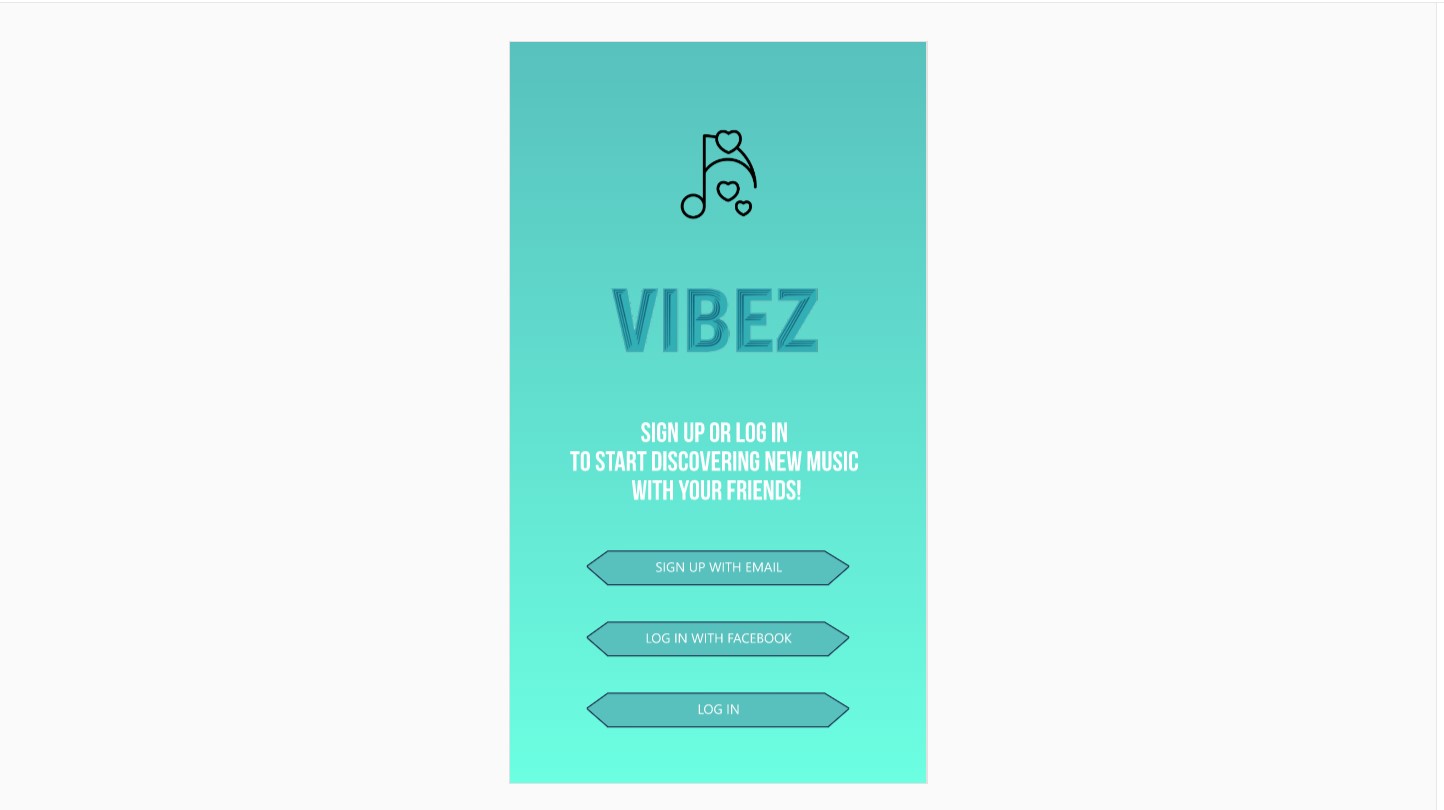 VIBEZ
SIGN UP OR LOG IN
TO START DISCOVERING NEW MUSIC
WITH YOUR FRIENDS!
SIGN UP WITH EMAIL
LOG IN WITH FACEBOOK
LOG IN